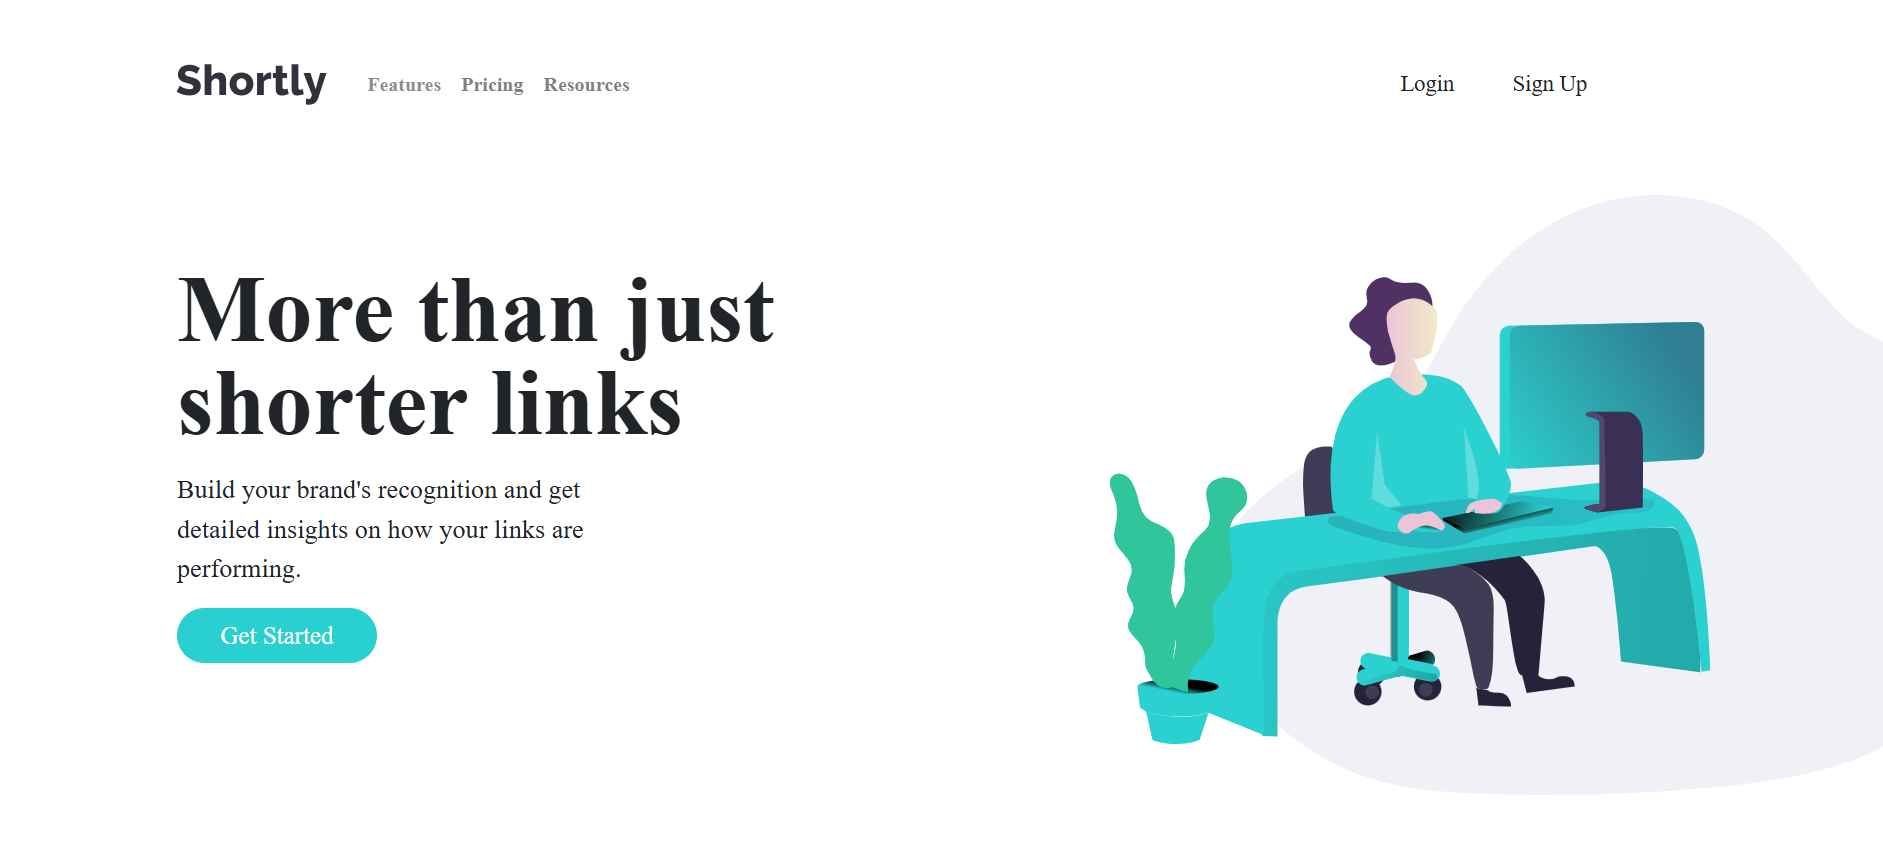 Shortly Features Pricing Resources Login Sign Up
More than just
shorter links
Build your brand's recognition and get
detailed insights on how your links are
performing.
Get Started